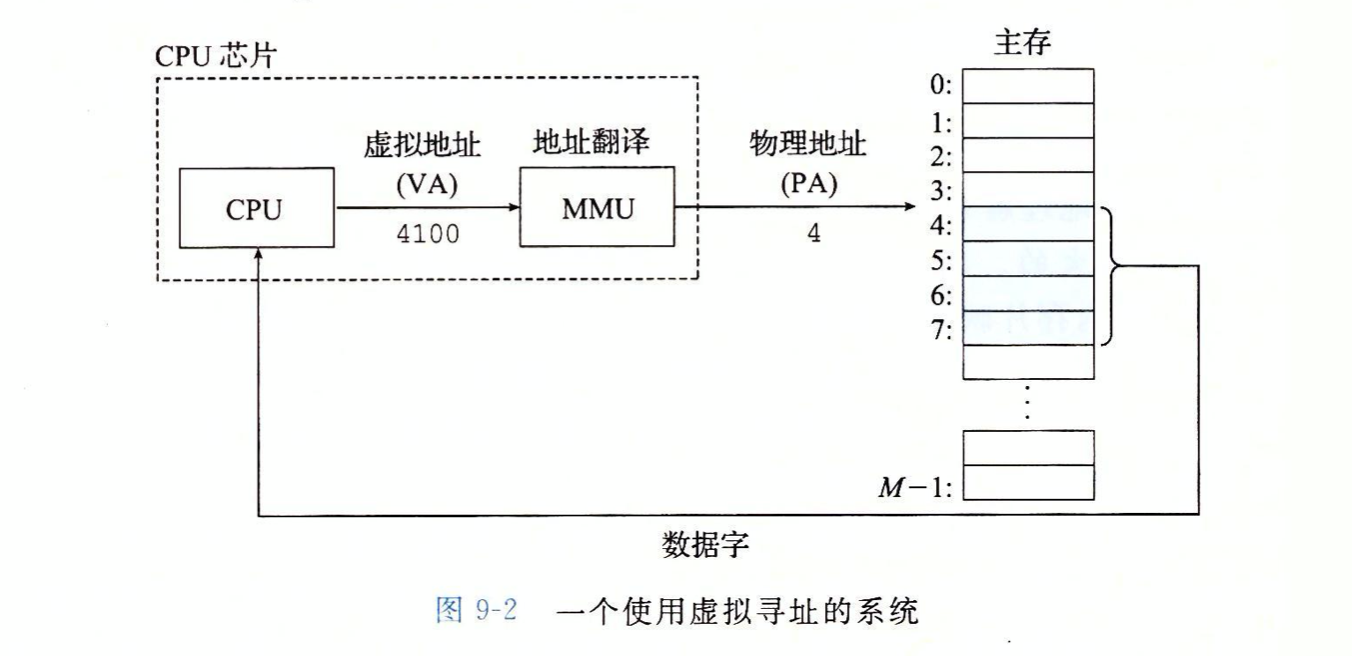 CPU 芯片
主存
虚拟地址
(VA)
地址翻译
物理地址
(PA)
CPU
4100
MMU
4
0:
1:
2:
3:
4:
5:
6:
7:
⋮
M−1:
数据字
图 9-2 一个使用虚拟寻址的系统